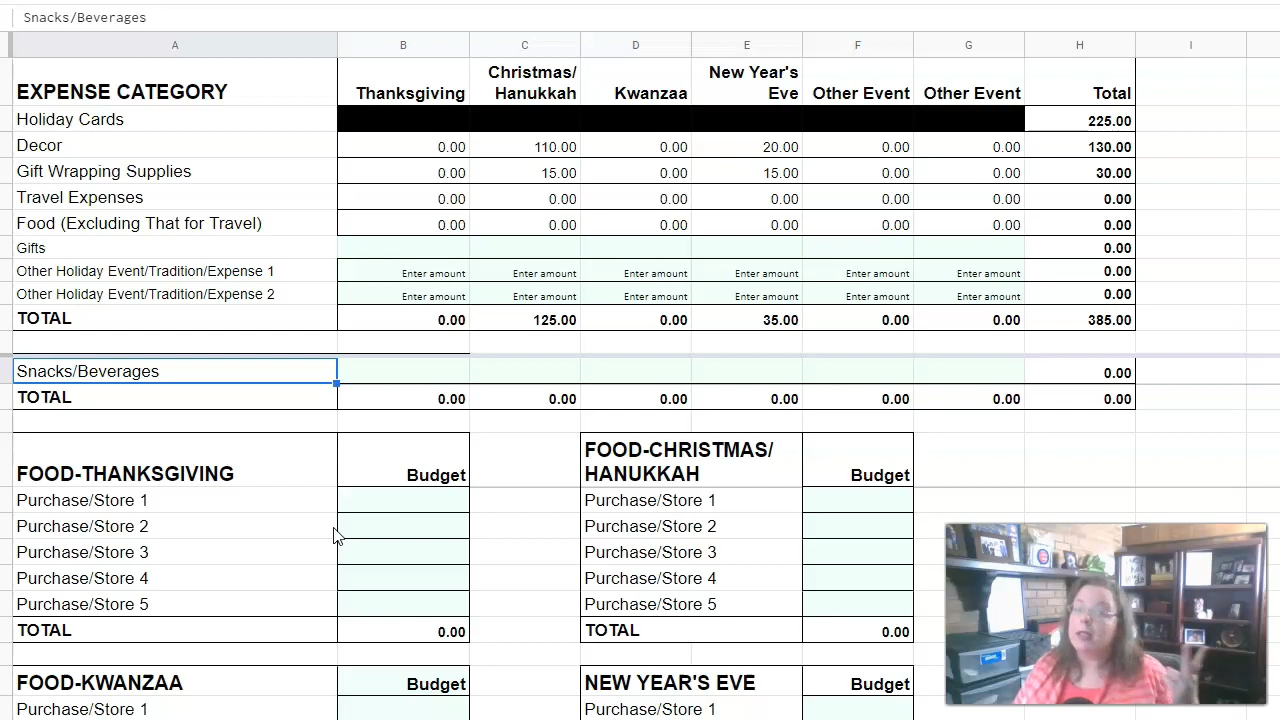 Snacks/Beverages
A B C D E F G H I
EXPENSE CATEGORY Thanksgiving Christmas/ Hanukkah Kwanzaa New Year's Eve Other Event Other Event Total
Holiday Cards 225.00
Decor 0.00 110.00 0.00 20.00 0.00 0.00 130.00
Gift Wrapping Supplies 0.00 15.00 0.00 15.00 0.00 0.00 30.00
Travel Expenses 0.00 0.00 0.00 0.00 0.00 0.00 0.00
Food (Excluding That for Travel) 0.00 0.00 0.00 0.00 0.00 0.00 0.00
Gifts 0.00
Other Holiday Event/Tradition/Expense 1 Enter amount Enter amount Enter amount Enter amount Enter amount Enter amount 0.00
Other Holiday Event/Tradition/Expense 2 Enter amount Enter amount Enter amount Enter amount Enter amount Enter amount 0.00
TOTAL 0.00 125.00 0.00 35.00 0.00 0.00 385.00
Snacks/Beverages 0.00
TOTAL 0.00 0.00 0.00 0.00 0.00 0.00 0.00
FOOD-THANKSGIVING Budget FOOD-CHRISTMAS/ HANUKKAH Budget
Purchase/Store 1 Purchase/Store 1
Purchase/Store 2 Purchase/Store 2
Purchase/Store 3 Purchase/Store 3
Purchase/Store 4 Purchase/Store 4
Purchase/Store 5 Purchase/Store 5
TOTAL 0.00 TOTAL 0.00
FOOD-KWANZAA Budget NEW YEAR'S EVE Budget
Purchase/Store 1 Purchase/Store 1